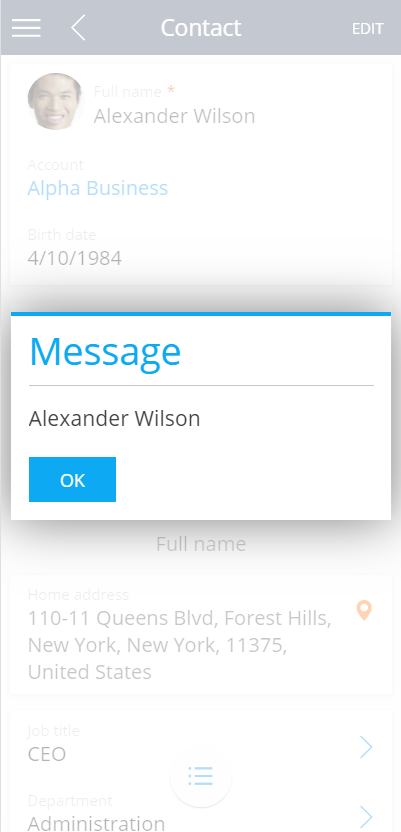 Contact
EDIT
Full name *
Alexander Wilson
Account
Alpha Business
Birth date
4/10/1984
Message
Alexander Wilson
OK
Full name
Home address
110-11 Queens Blvd, Forest Hills,
New York, New York, 11375,
United States
Job title
CEO
Department
Administration